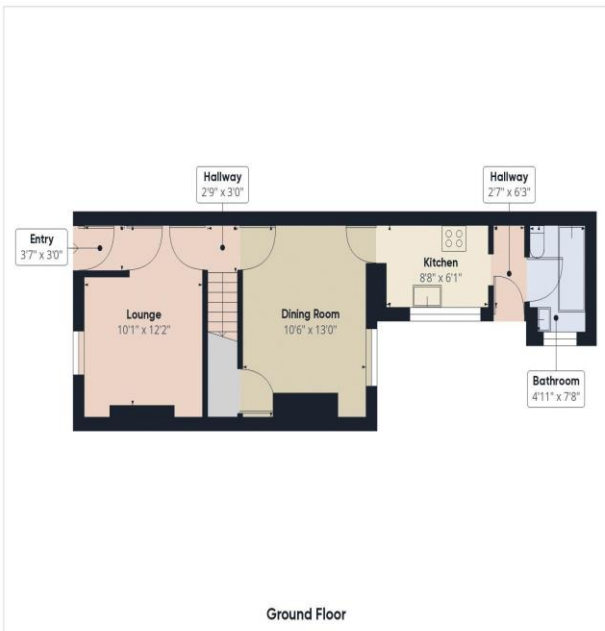 Hallway
2'9" x 3'0"
Hallway
2'7" x 6'3"
Entry
3'7" x 3'0"
Kitchen
8'8" x 6'1"
Lounge
10'1" x 12'2"
Dining Room
10'6" x 13'0"
Bathroom
4'11" x 7'8"
Ground Floor